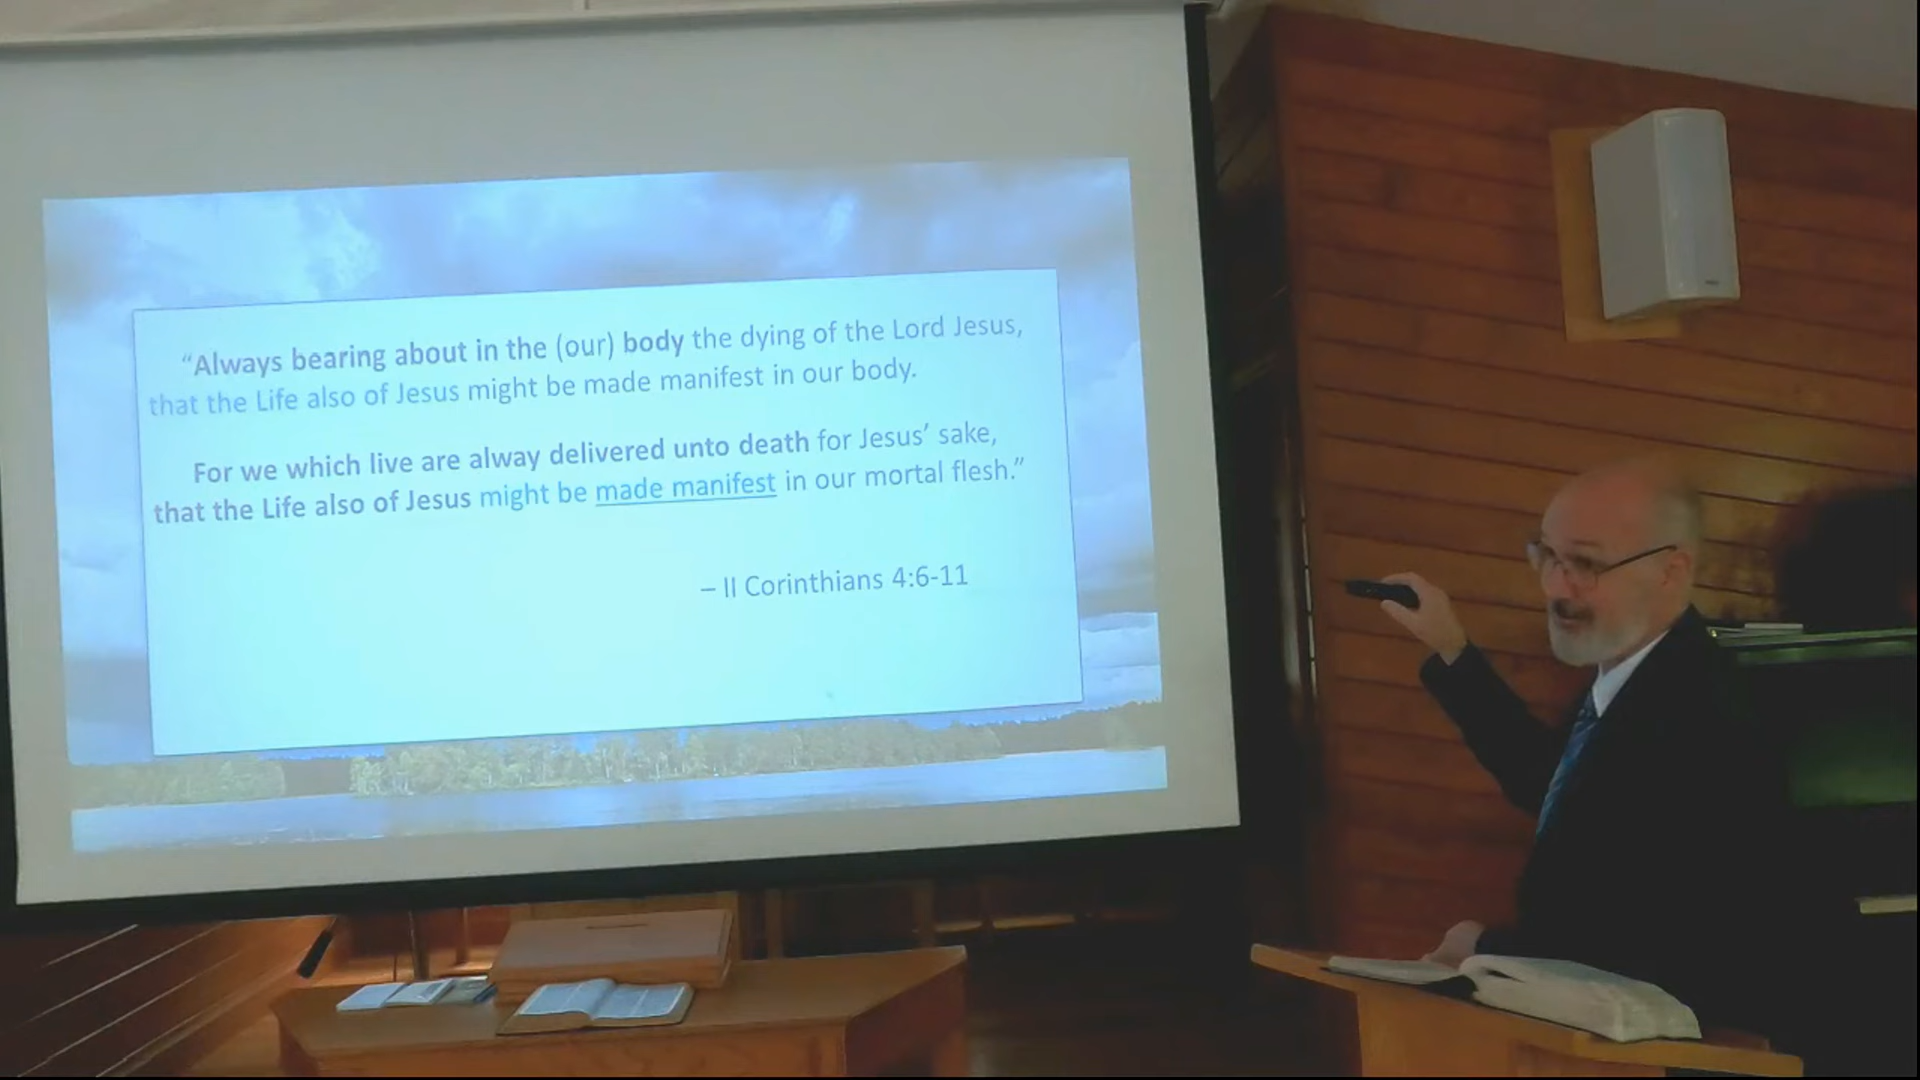 “Always bearing about in the (our) body the dying of the Lord Jesus,
that the Life also of Jesus might be made manifest in our body.
For we which live are alway delivered unto death for Jesus’ sake,
that the Life also of Jesus might be made manifest in our mortal flesh.”
– II Corinthians 4:6-11